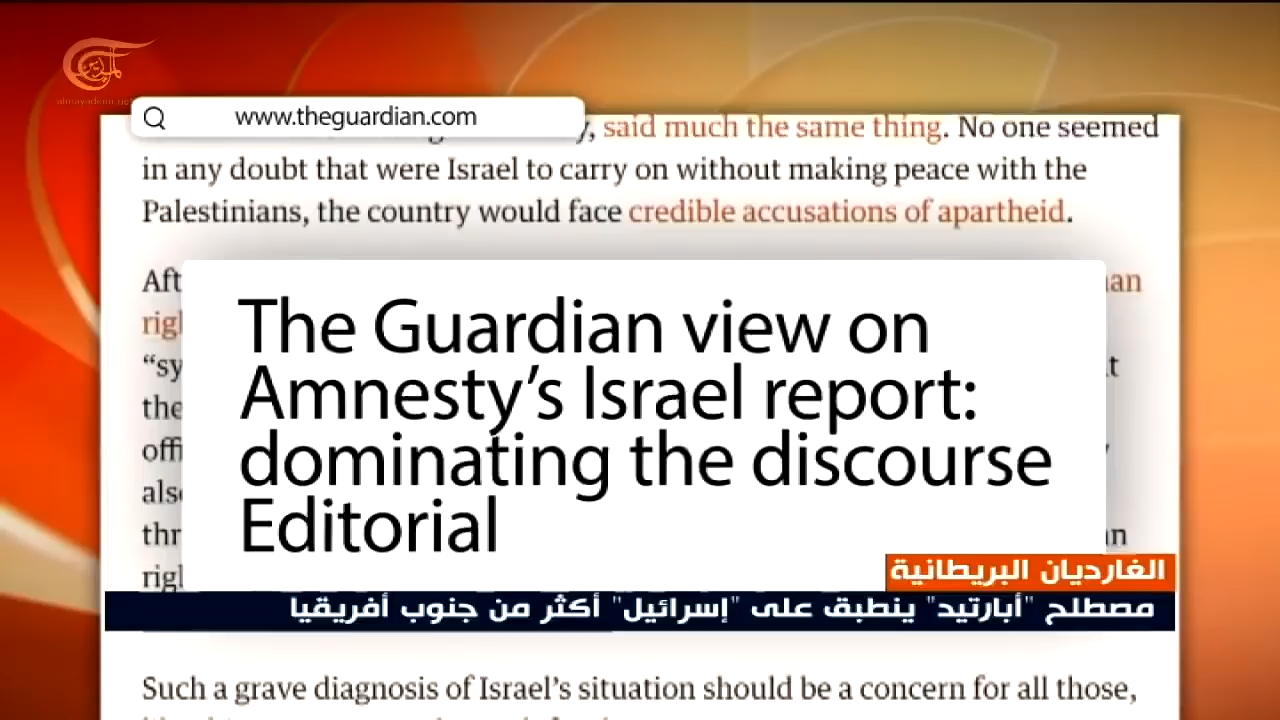 الميادين
almayadeen.net
www.theguardian.com
said much the same thing. No one seemed
in any doubt that were Israel to carry on without making peace with the
Palestinians, the country would face credible accusations of apartheid.
The Guardian view on
Amnesty’s Israel report:
dominating the discourse
Editorial
الغارديان البريطانية
مصطلح "أبارتيد" ينطبق على "إسرائيل" أكثر من جنوب أفريقيا
Such a grave diagnosis of Israel’s situation should be a concern for all those,